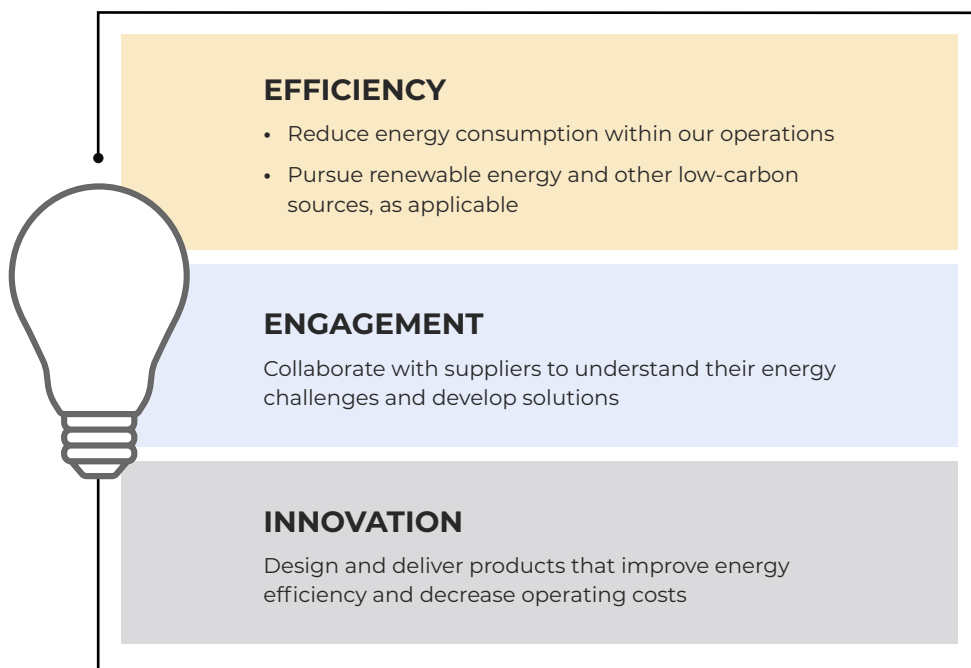 EFFICIENCY
• Reduce energy consumption within our operations
• Pursue renewable energy and other low-carbon
sources, as applicable
ENGAGEMENT
Collaborate with suppliers to understand their energy
challenges and develop solutions
INNOVATION
Design and deliver products that improve energy
efficiency and decrease operating costs